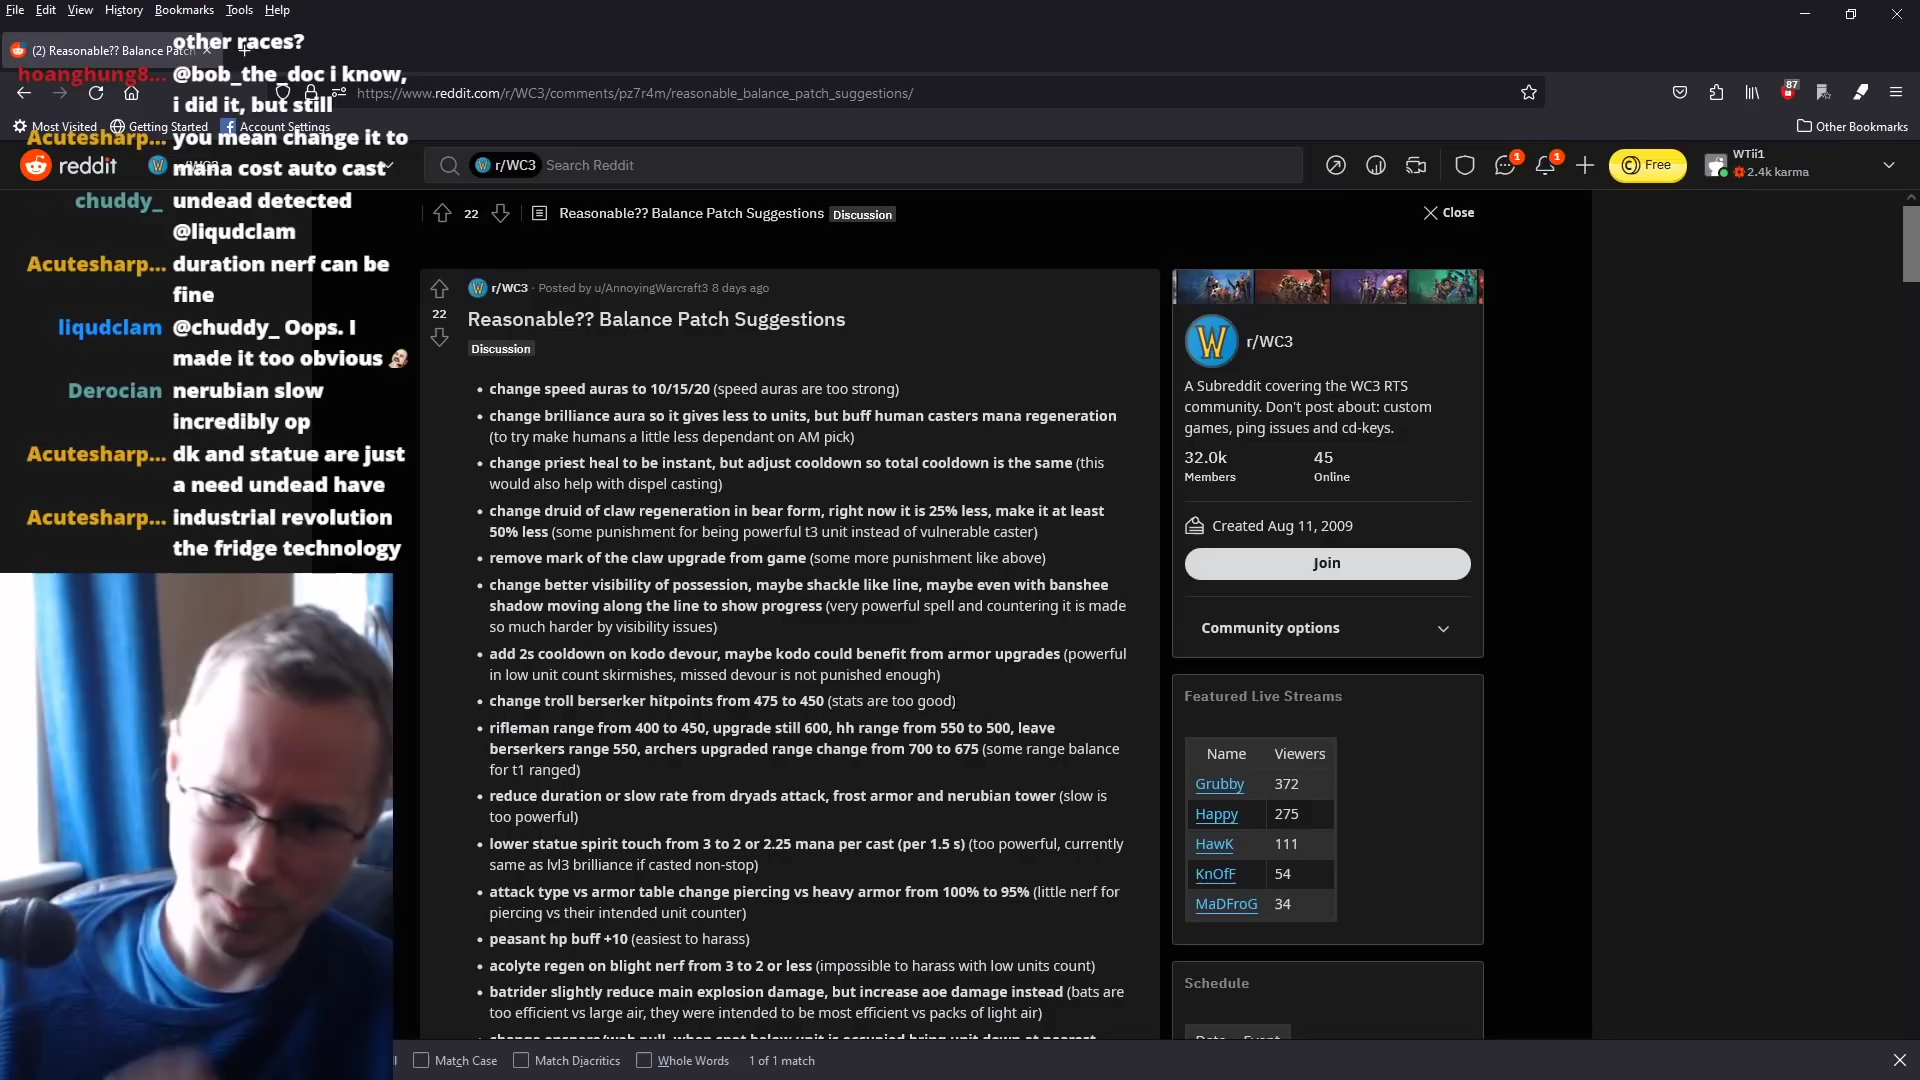 File Edit View History Bookmarks Tools Help
(2) Reasonable?? Balance Patch
other races?
hoanghung8... @bob_the_doc i know,
i did it, but still
https://www.reddit.com/r/WC3/comments/pz7r4m/reasonable_balance_patch_suggestions/
87
Most Visited Getting Started Account Settings
Other Bookmarks
Acutesharp... you mean change it to
mana cost auto cast
chuddy_ undead detected
@liqudclam
Acutesharp... duration nerf can be
fine
liqudclam @chuddy_ Oops. I
made it too obvious
Derocian nerubian slow
incredibly op
Acutesharp... dk and statue are just
a need undead have
Acutesharp... industrial revolution
the fridge technology
reddit
r/WC3 Search Reddit
1
1
Free
WTii1
2.4k karma
22 Reasonable?? Balance Patch Suggestions Discussion
Close
r/WC3 · Posted by u/AnnoyingWarcraft3 8 days ago
22
Reasonable?? Balance Patch Suggestions
Discussion
• change speed auras to 10/15/20 (speed auras are too strong)
• change brilliance aura so it gives less to units, but buff human casters mana regeneration
(to try make humans a little less dependant on AM pick)
• change priest heal to be instant, but adjust cooldown so total cooldown is the same (this
would also help with dispel casting)
• change druid of claw regeneration in bear form, right now it is 25% less, make it at least
50% less (some punishment for being powerful t3 unit instead of vulnerable caster)
• remove mark of the claw upgrade from game (some more punishment like above)
• change better visibility of possession, maybe shackle like line, maybe even with banshee
shadow moving along the line to show progress (very powerful spell and countering it is made
so much harder by visibility issues)
• add 2s cooldown on kodo devour, maybe kodo could benefit from armor upgrades (powerful
in low unit count skirmishes, missed devour is not punished enough)
• change troll berserker hitpoints from 475 to 450 (stats are too good)
• rifleman range from 400 to 450, upgrade still 600, hh range from 550 to 500, leave
berserkers range 550, archers upgraded range change from 700 to 675 (some range balance
for t1 ranged)
• reduce duration or slow rate from dryads attack, frost armor and nerubian tower (slow is
too powerful)
• lower statue spirit touch from 3 to 2 or 2.25 mana per cast (per 1.5 s) (too powerful, currently
same as lvl3 brilliance if casted non-stop)
• attack type vs armor table change piercing vs heavy armor from 100% to 95% (little nerf for
piercing vs their intended unit counter)
• peasant hp buff +10 (easiest to harass)
• acolyte regen on blight nerf from 3 to 2 or less (impossible to harass with low units count)
• batrider slightly reduce main explosion damage, but increase aoe damage instead (bats are
too efficient vs large air, they were intended to be most efficient vs packs of light air)
r/WC3
A Subreddit covering the WC3 RTS
community. Don't post about: custom
games, ping issues and cd-keys.
32.0k 45
Members Online
Created Aug 11, 2009
Join
Community options
Featured Live Streams
Name Viewers
Grubby 372
Happy 275
HawK 111
KnOfF 54
MaDFroG 34
Schedule
Match Case Match Diacritics Whole Words 1 of 1 match